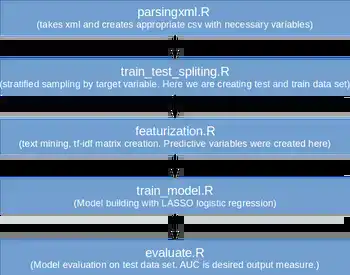 parsingxml.R
(takes xml and creates appropriate csv with necessary variables)
train_test_spliting.R
(stratified sampling by target variable. Here we are creating test and train data set)
featurization.R
(text mining, tf-idf matrix creation. Predictive variables were created here)
train_model.R
(Model building with LASSO logistic regression)
evaluate.R
(Model evaluation on test data set. AUC is desired output measure.)